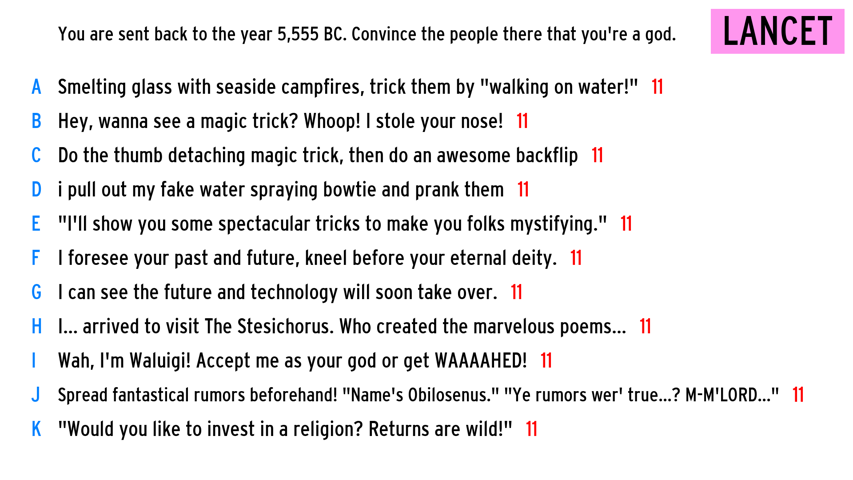 You are sent back to the year 5,555 BC. Convince the people there that you're a god.
LANCET
A Smelting glass with seaside campfires, trick them by "walking on water!" 11
B Hey, wanna see a magic trick? Whoop! I stole your nose! 11
C Do the thumb detaching magic trick, then do an awesome backflip 11
D i pull out my fake water spraying bowtie and prank them 11
E "I'll show you some spectacular tricks to make you folks mystifying." 11
F I foresee your past and future, kneel before your eternal deity. 11
G I can see the future and technology will soon take over. 11
H I... arrived to visit The Stesichorus. Who created the marvelous poems... 11
I Wah, I'm Waluigi! Accept me as your god or get WAAAAHED! 11
J Spread fantastical rumors beforehand! "Name's Obilosenus." "Ye rumors wer' true...? M-M'LORD..." 11
K "Would you like to invest in a religion? Returns are wild!" 11